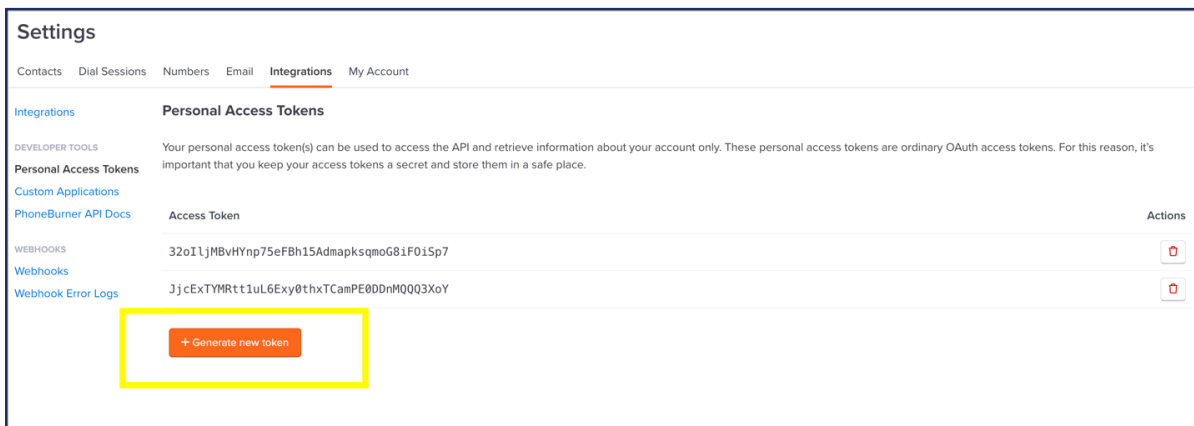 Settings
Contacts Dial Sessions Numbers Email Integrations My Account
Integrations
DEVELOPER TOOLS
Personal Access Tokens
Custom Applications
PhoneBurner API Docs
WEBHOOKS
Webhooks
Webhook Error Logs
Personal Access Tokens
Your personal access token(s) can be used to access the API and retrieve information about your account only. These personal access tokens are ordinary OAuth access tokens. For this reason, it's
important that you keep your access tokens a secret and store them in a safe place.
Access Token Actions
32oIljMBvHYnp75eFBh15AdmapksqmoG8iFOiSp7
JjcExTYMRtt1uL6Exy0thxTCamPE0DDnMQQQ3XoY
+ Generate new token